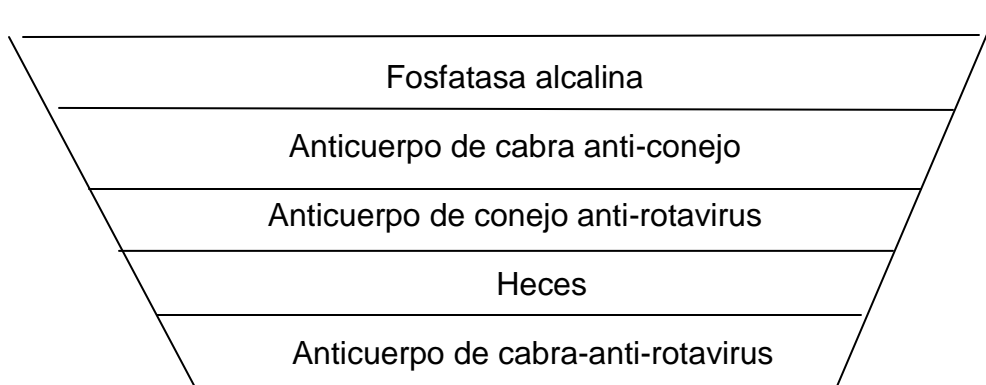 Fosfatasa alcalina
Anticuerpo de cabra anti-conejo
Anticuerpo de conejo anti-rotavirus
Heces
Anticuerpo de cabra-anti-rotavirus